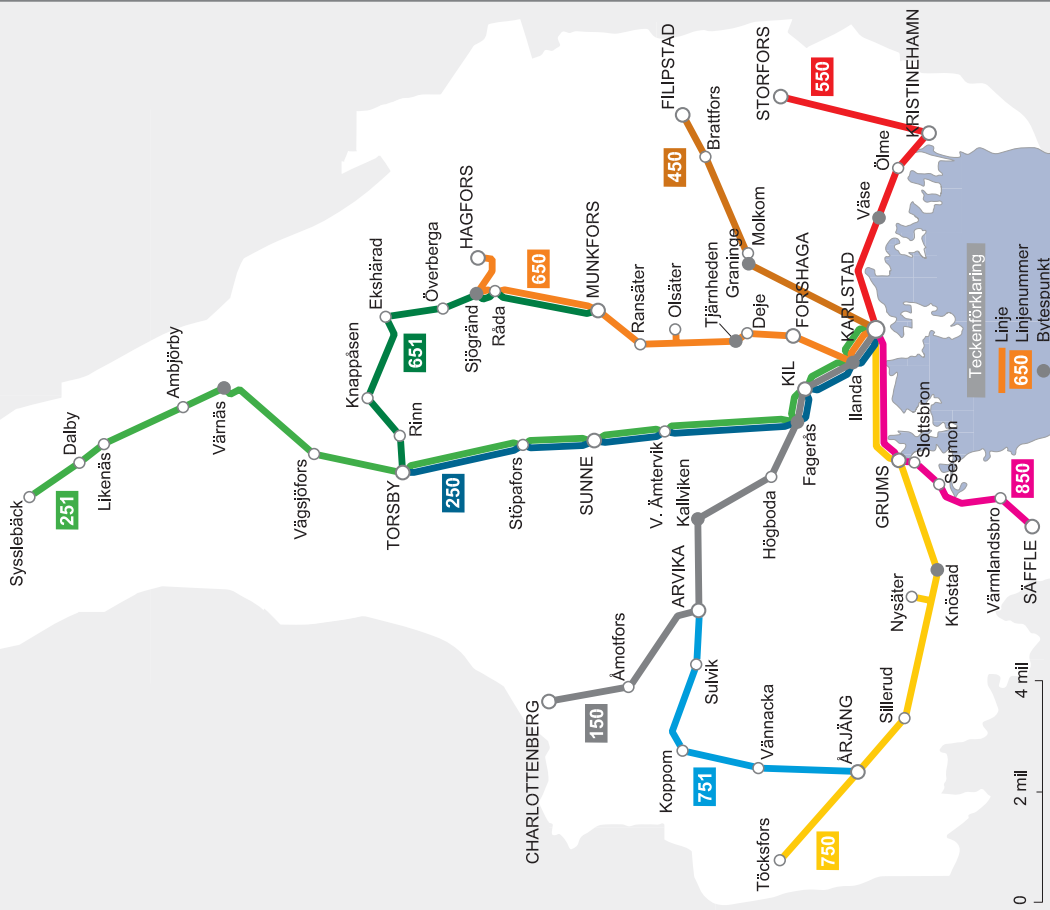 Sysslebäck
251
Dalby
Likenäs
Ambjörby
Värnäs
Vägsjöfors
TORSBY
Rinn
Knappåsen
651
Ekshärad
Överberga
HAGFORS
Sjögränd
Råda
650
MUNKFORS
Ransäter
Olsäter
Tjärnheden
Deje
FORSHAGA
450
FILIPSTAD
Brattfors
Graninge
Molkom
STORFORS
550
KRISTINEHAMN
Ölme
Väse
KARLSTAD
Ilanda
KIL
Fagerås
250
Stöpafors
SUNNE
V. Ämtervik
Kallviken
Högboda
ARVIKA
Åmotfors
CHARLOTTENBERG
150
Sulvik
Koppom
751
Vännacka
ÅRJÄNG
Töcksfors
750
Sillerud
Nysäter
Knöstad
GRUMS
Slottsbron
Segmon
850
Värmlandsbro
SÄFFLE
Teckenförklaring
Linje
650 Linjenummer
Bytespunkt
0 2 mil 4 mil